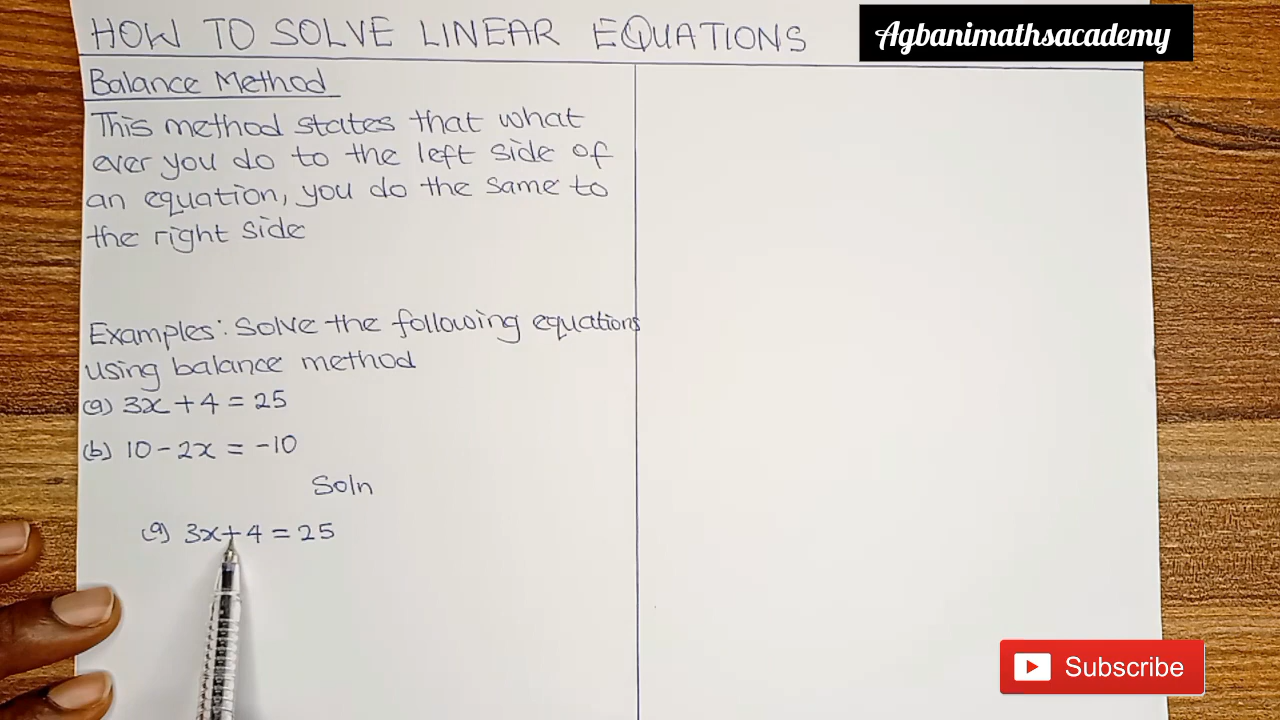 HOW TO SOLVE LINEAR EQUATIONS
Agbanimathsacademy
Balance Method
This method states that what
ever you do to the left side of
an equation, you do the same to
the right side
Examples: Solve the following equations
using balance method
(a) 3x + 4 = 25
(b) 10 - 2x = -10
Soln
(a) 3x + 4 = 25
Subscribe